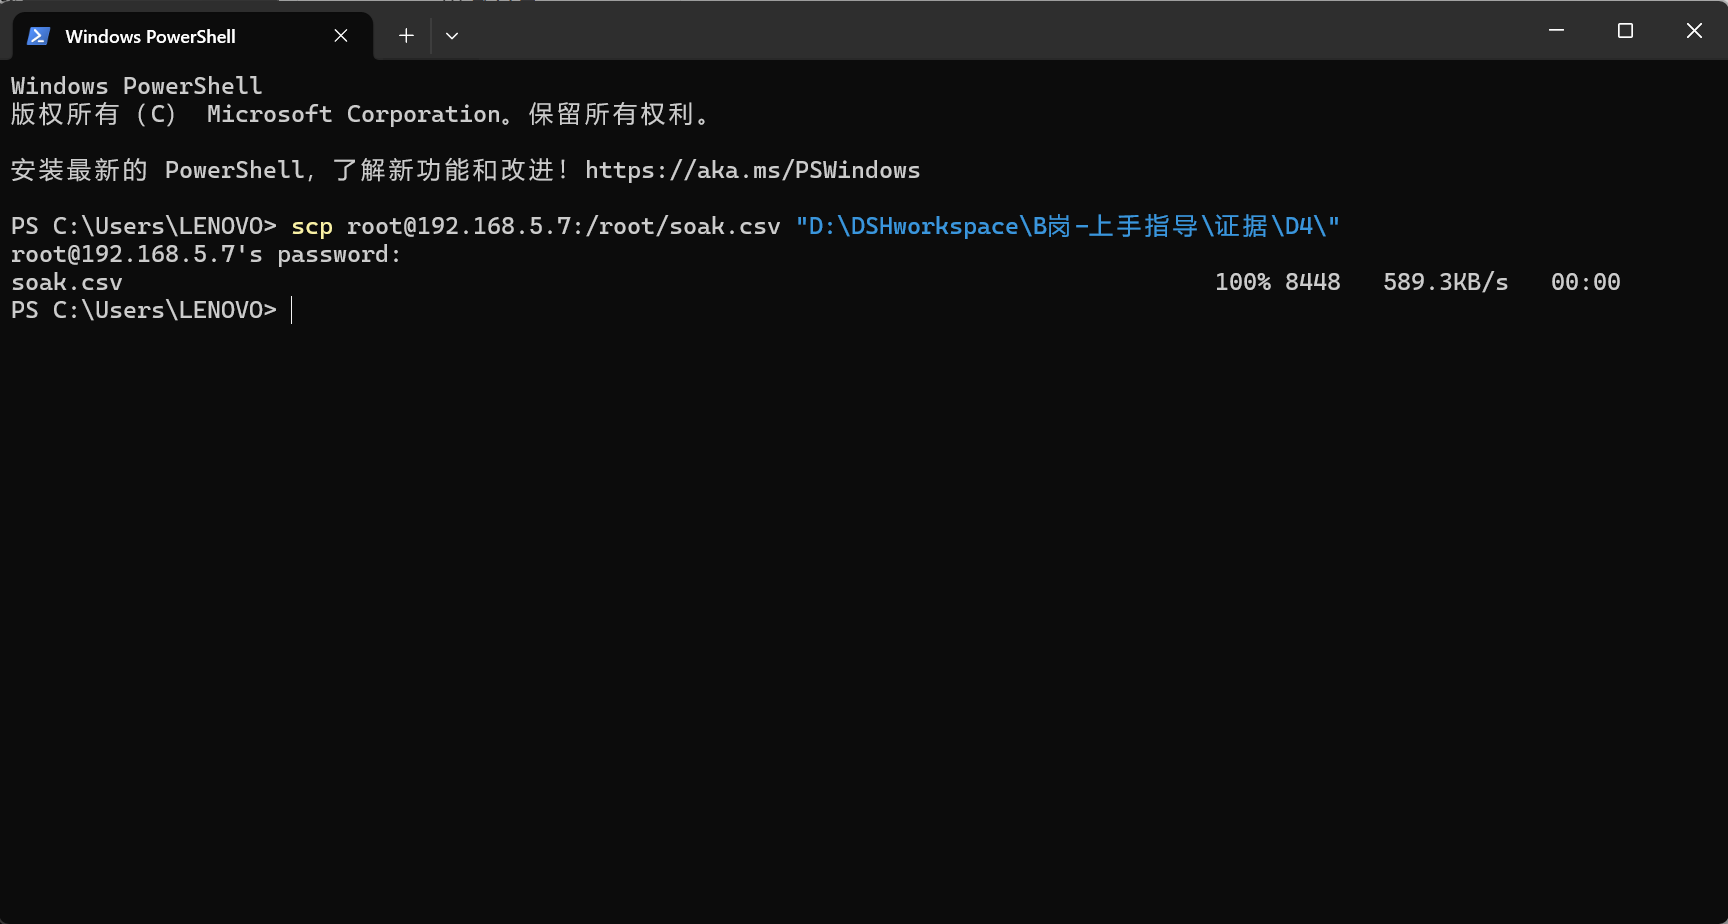 Windows PowerShell
Windows PowerShell
版权所有 (C) Microsoft Corporation。保留所有权利。
安装最新的 PowerShell，了解新功能和改进！https://aka.ms/PSWindows
PS C:\Users\LENOVO> scp root@192.168.5.7:/root/soak.csv "D:\DSHworkspace\B岗-上手指导\证据\D4\"
root@192.168.5.7's password:
soak.csv 100% 8448 589.3KB/s 00:00
PS C:\Users\LENOVO>